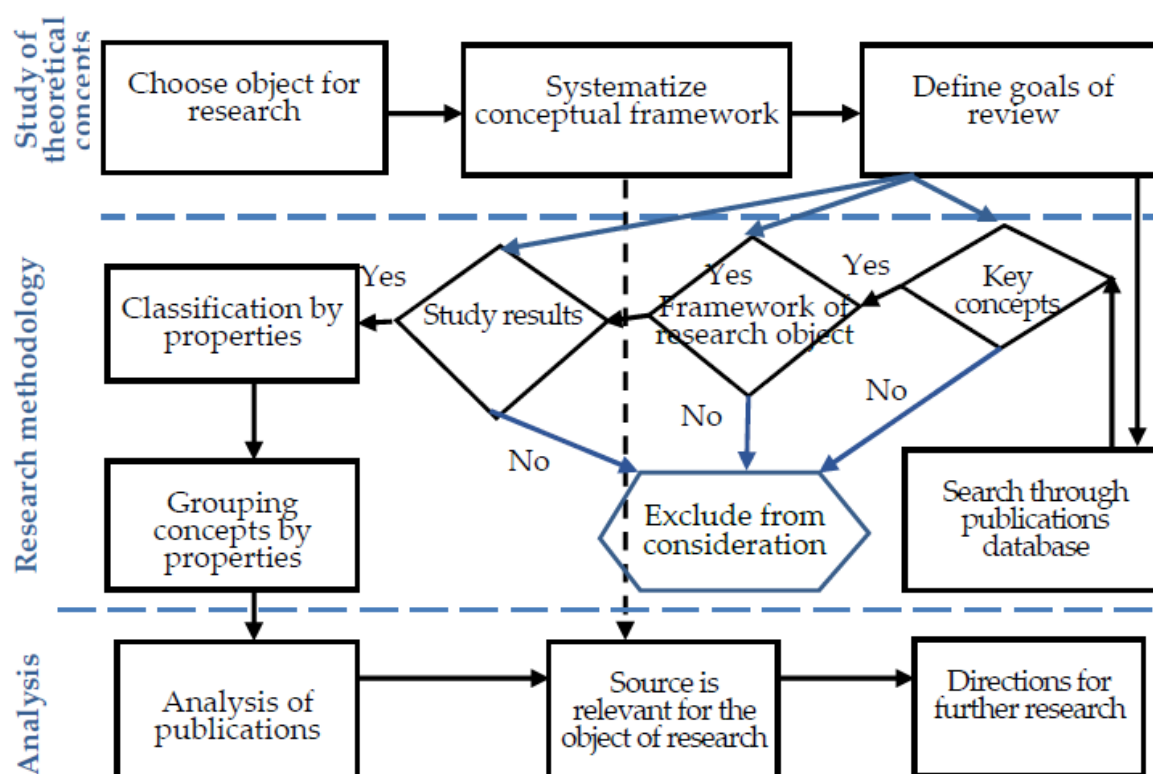 Study of
theoretical
concepts
Choose object for
research
Systematize
conceptual framework
Define goals of
review
Research methodology
Yes
Classification by
properties
Study results
Yes
Framework of
research object
Yes
Key
concepts
No
No
No
Grouping
concepts by
properties
Exclude from
consideration
Search through
publications
database
Analysis
Analysis of
publications
Source is
relevant for the
object of research
Directions for
further research